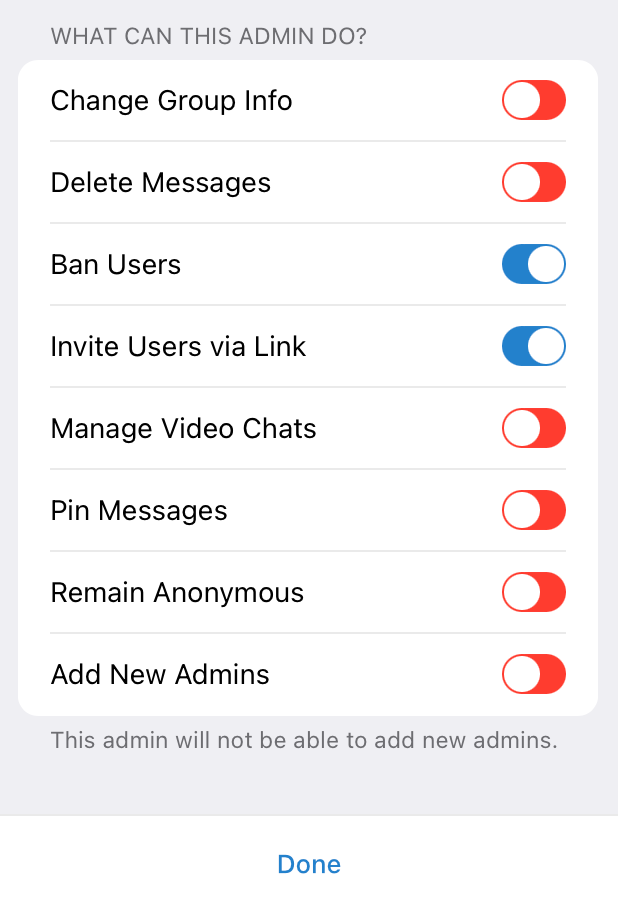 WHAT CAN THIS ADMIN DO?
Change Group Info
Delete Messages
Ban Users
Invite Users via Link
Manage Video Chats
Pin Messages
Remain Anonymous
Add New Admins
This admin will not be able to add new admins.
Done